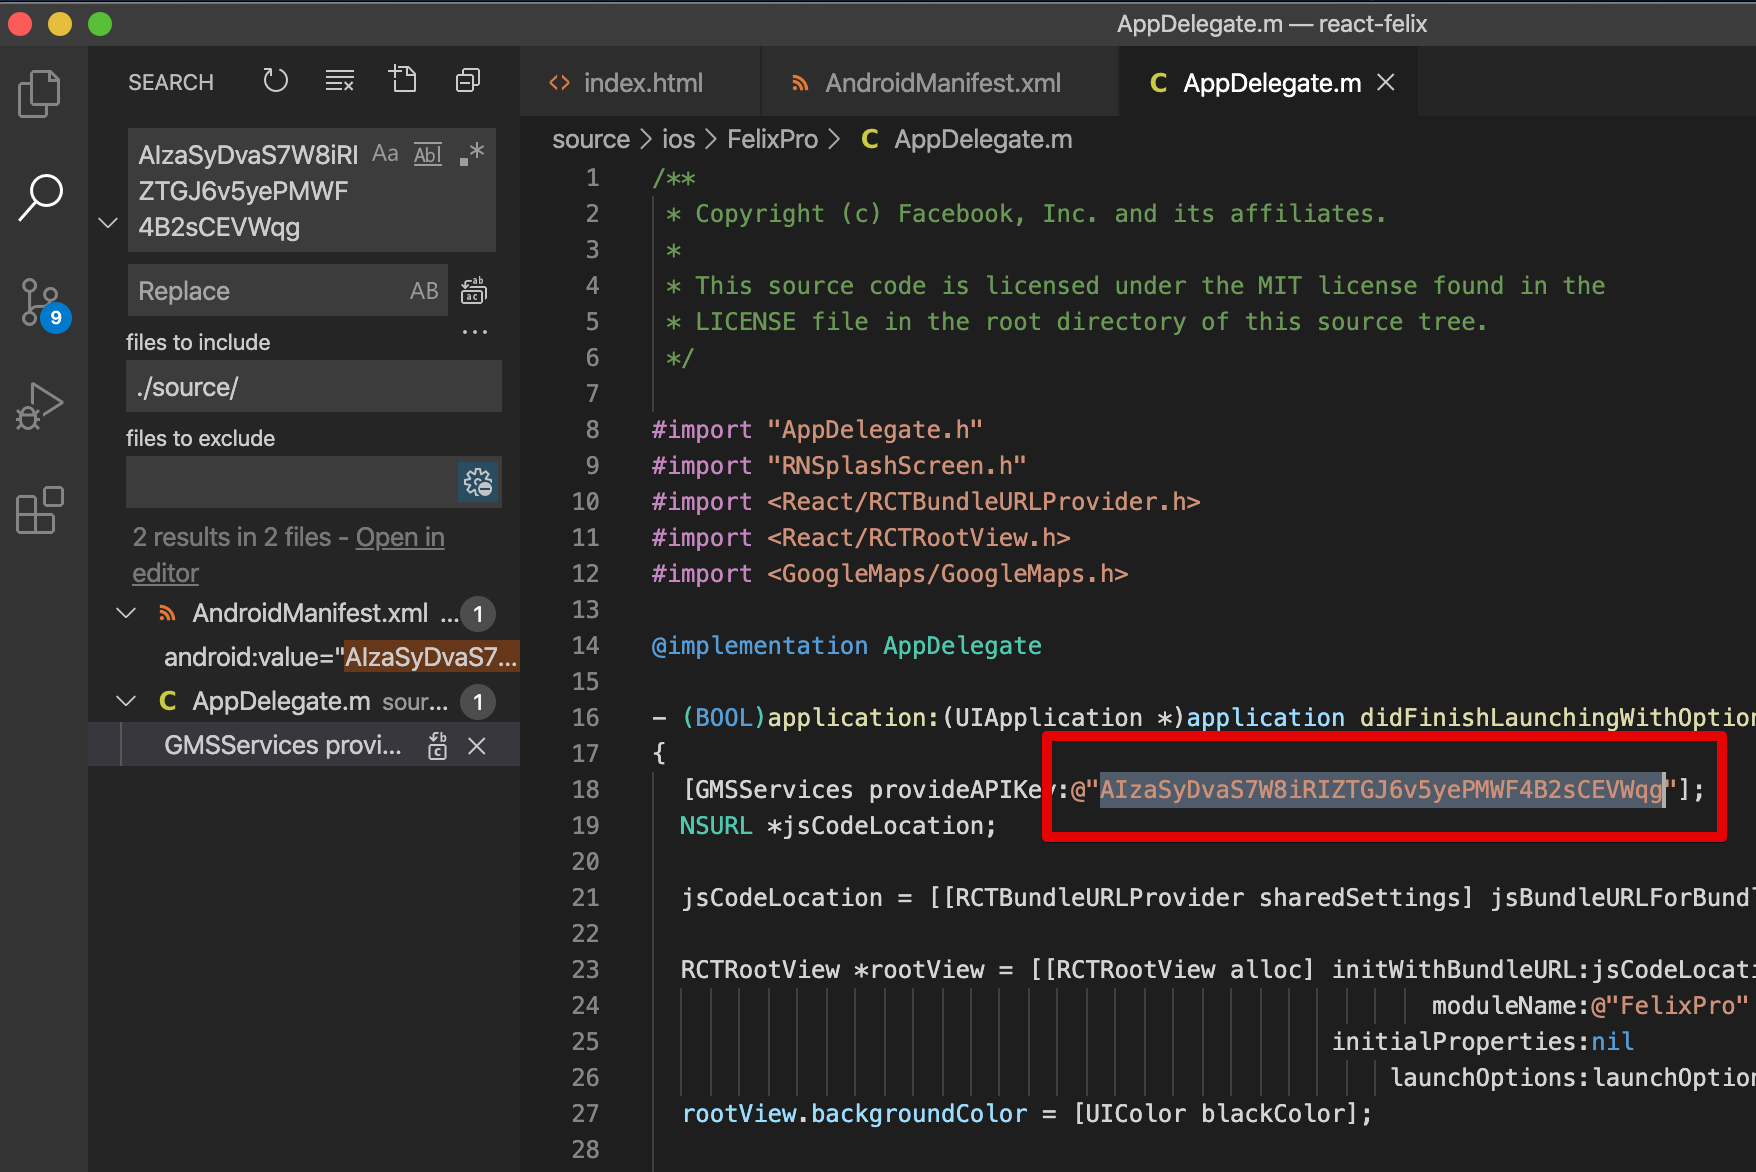 AppDelegate.m — react-felix
SEARCH
AIzaSyDvaS7W8iRI
ZTGJ6v5yePMWF
4B2sCEVWqg
Aa
Abl
.*
Replace
AB
9
files to include
./source/
files to exclude
2 results in 2 files - Open in
editor
AndroidManifest.xml ... 1
android:value="AIzaSyDvaS7...
C AppDelegate.m sour... 1
GMSServices provi...
index.html
AndroidManifest.xml
C AppDelegate.m
source > ios > FelixPro > C AppDelegate.m
1 /**
2 * Copyright (c) Facebook, Inc. and its affiliates.
3 *
4 * This source code is licensed under the MIT license found in the
5 * LICENSE file in the root directory of this source tree.
6 */
7
8 #import "AppDelegate.h"
9 #import "RNSplashScreen.h"
10 #import <React/RCTBundleURLProvider.h>
11 #import <React/RCTRootView.h>
12 #import <GoogleMaps/GoogleMaps.h>
13
14 @implementation AppDelegate
15
16 - (BOOL)application:(UIApplication *)application didFinishLaunchingWithOption
17 {
18 [GMSServices provideAPIKey:@"AIzaSyDvaS7W8iRIZTGJ6v5yePMWF4B2sCEVWqg"];
19 NSURL *jsCodeLocation;
20
21 jsCodeLocation = [[RCTBundleURLProvider sharedSettings] jsBundleURLForBundl
22
23 RCTRootView *rootView = [[RCTRootView alloc] initWithBundleURL:jsCodeLocati
24 moduleName:@"FelixPro"
25 initialProperties:nil
26 launchOptions:launchOption
27 rootView.backgroundColor = [UIColor blackColor];
28